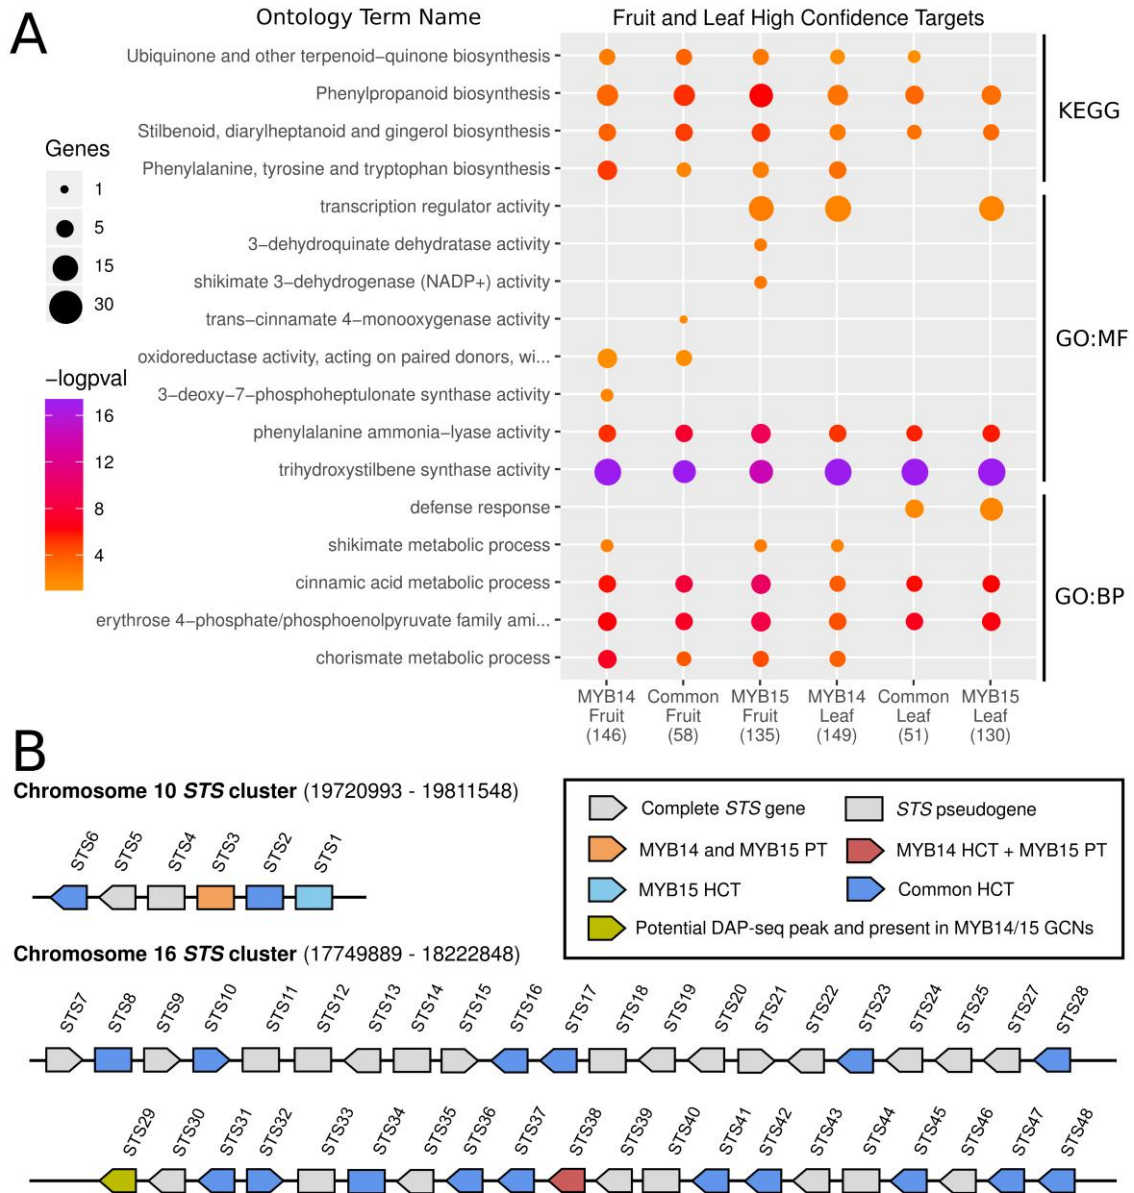 A
Ontology Term Name
Fruit and Leaf High Confidence Targets
Ubiquinone and other terpenoid−quinone biosynthesis
Phenylpropanoid biosynthesis
Stilbenoid, diarylheptanoid and gingerol biosynthesis
Phenylalanine, tyrosine and tryptophan biosynthesis
transcription regulator activity
3−dehydroquinate dehydratase activity
shikimate 3−dehydrogenase (NADP+) activity
trans−cinnamate 4−monooxygenase activity
oxidoreductase activity, acting on paired donors, wi...
3−deoxy−7−phosphoheptulonate synthase activity
phenylalanine ammonia−lyase activity
trihydroxystilbene synthase activity
defense response
shikimate metabolic process
cinnamic acid metabolic process
erythrose 4−phosphate/phosphoenolpyruvate family ami...
chorismate metabolic process
KEGG
GO:MF
GO:BP
Genes
1
5
15
30
−logpval
16
12
8
4
MYB14 Common MYB15 MYB14 Common MYB15
Fruit Fruit Fruit Leaf Leaf Leaf
(146) (58) (135) (149) (51) (130)
B
Chromosome 10 STS cluster (19720993 - 19811548)
STS6 STS5 STS4 STS3 STS2 STS1
Complete STS gene
STS pseudogene
MYB14 and MYB15 PT
MYB14 HCT + MYB15 PT
MYB15 HCT
Common HCT
Potential DAP-seq peak and present in MYB14/15 GCNs
Chromosome 16 STS cluster (17749889 - 18222848)
STS7 STS8 STS9 STS10 STS11 STS12 STS13 STS14 STS15 STS16 STS17 STS18 STS19 STS20 STS21 STS22 STS23 STS24 STS25 STS27 STS28
STS29 STS30 STS31 STS32 STS33 STS34 STS35 STS36 STS37 STS38 STS39 STS40 STS41 STS42 STS43 STS44 STS45 STS46 STS47 STS48